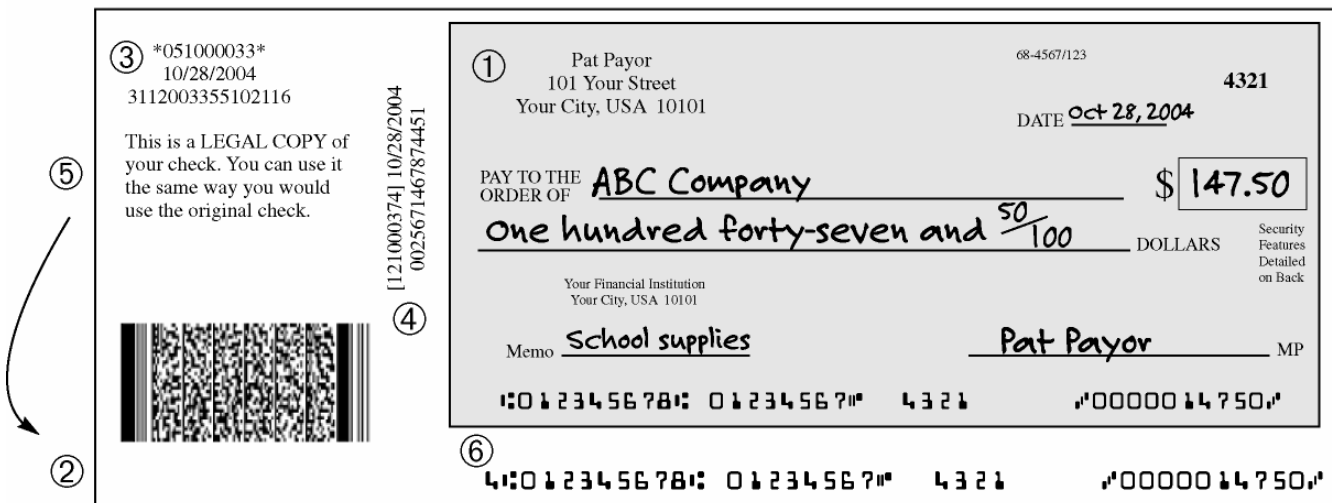 ③ *051000033*
10/28/2004
3112003355102116
This is a LEGAL COPY of
your check. You can use it
the same way you would
use the original check.
⑤
②
[121000374] 10/28/2004
0025671467874451
④
①
Pat Payor
101 Your Street
Your City, USA 10101
68-4567/123
4321
DATE Oct 28, 2004
PAY TO THE
ORDER OF ABC Company $ 147.50
One hundred forty-seven and 50/100 DOLLARS
Security
Features
Detailed
on Back
Your Financial Institution
Your City, USA 10101
Memo School supplies Pat Payor MP
⑆012345678⑆ 01234567⑈ 4321 ⑇0000014750⑇
⑥
4⑆012345678⑆ 01234567⑈ 4321 ⑇0000014750⑇